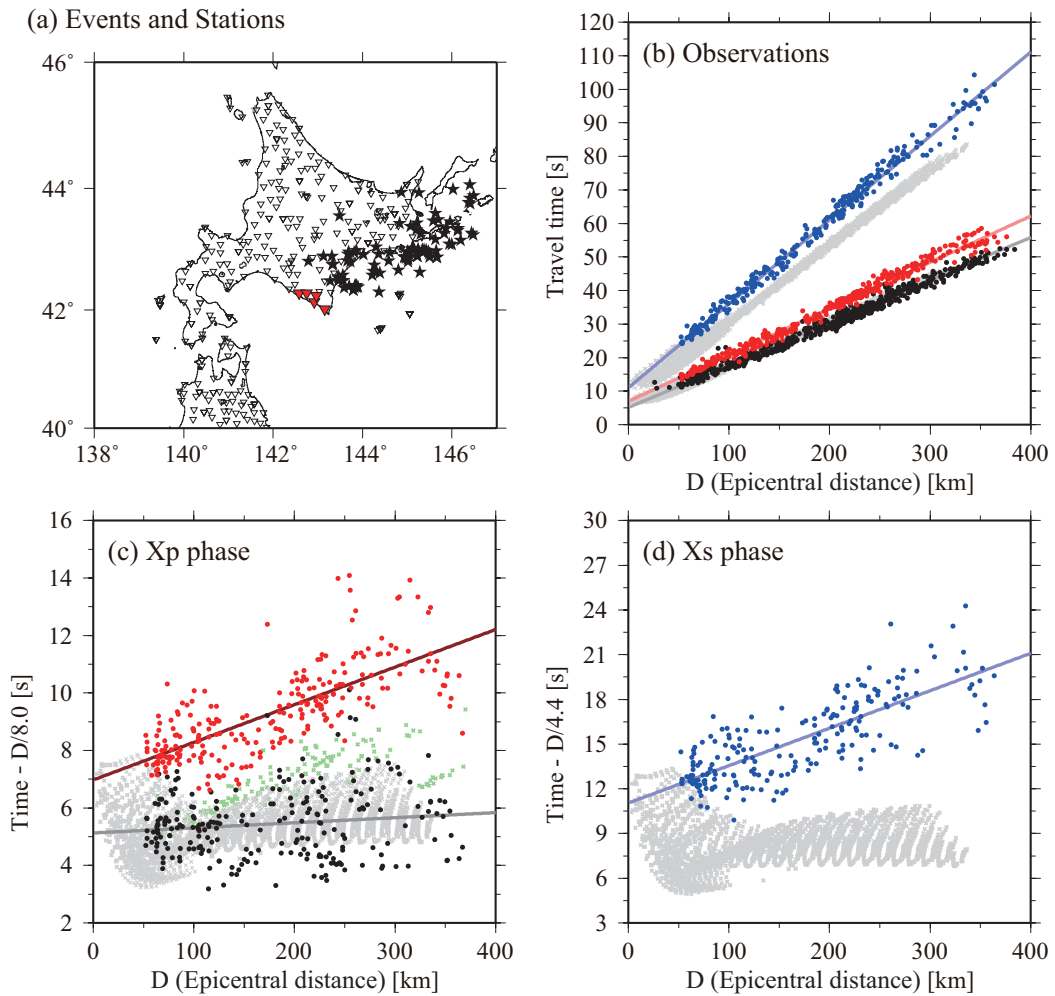 (a) Events and Stations
46˚
44˚
42˚
40˚
138˚ 140˚ 142˚ 144˚ 146˚
(b) Observations
Travel time [s]
120
110
100
90
80
70
60
50
40
30
20
10
0
0 100 200 300 400
D (Epicentral distance) [km]
(c) Xp phase
Time - D/8.0 [s]
16
14
12
10
8
6
4
2
0 100 200 300 400
D (Epicentral distance) [km]
(d) Xs phase
Time - D/4.4 [s]
30
27
24
21
18
15
12
9
6
3
0 100 200 300 400
D (Epicentral distance) [km]